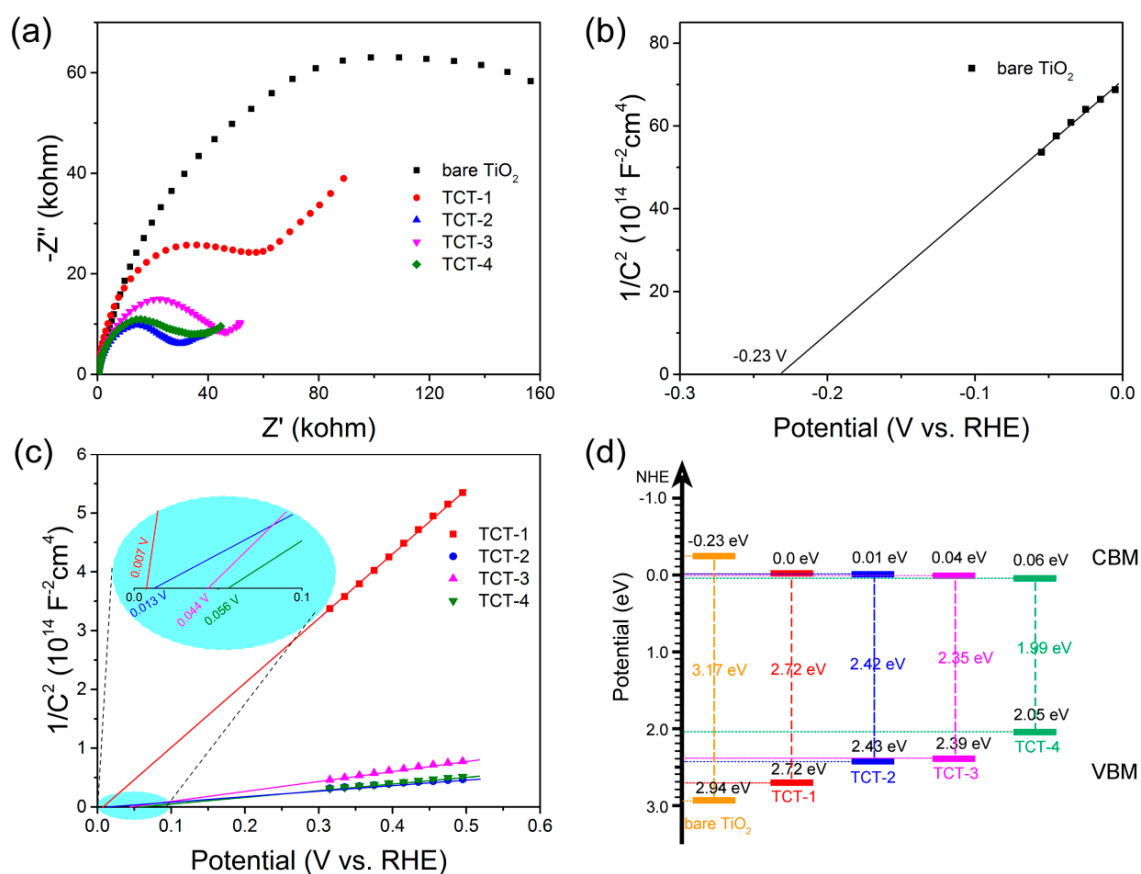 (a)
-Z'' (kohm)
60
40
20
0
0 40 80 120 160
Z' (kohm)
bare TiO₂
TCT-1
TCT-2
TCT-3
TCT-4
(b)
1/C² (10¹⁴ F⁻²cm⁴)
80
60
40
20
0
-0.3 -0.2 -0.1 0.0
Potential (V vs. RHE)
bare TiO₂
-0.23 V
(c)
1/C² (10¹⁴ F⁻²cm⁴)
6
5
4
3
2
1
0
0.0 0.1 0.2 0.3 0.4 0.5 0.6
Potential (V vs. RHE)
TCT-1
TCT-2
TCT-3
TCT-4
0.007 V
0.0
0.1
0.013 V
0.044 V
0.056 V
(d)
NHE
Potential (eV)
-1.0
0.0
1.0
2.0
3.0
-0.23 eV
0.0 eV
0.01 eV
0.04 eV
0.06 eV
CBM
3.17 eV
2.72 eV
2.42 eV
2.35 eV
1.99 eV
2.94 eV
2.72 eV
2.43 eV
2.39 eV
2.05 eV
VBM
bare TiO₂
TCT-1
TCT-2
TCT-3
TCT-4